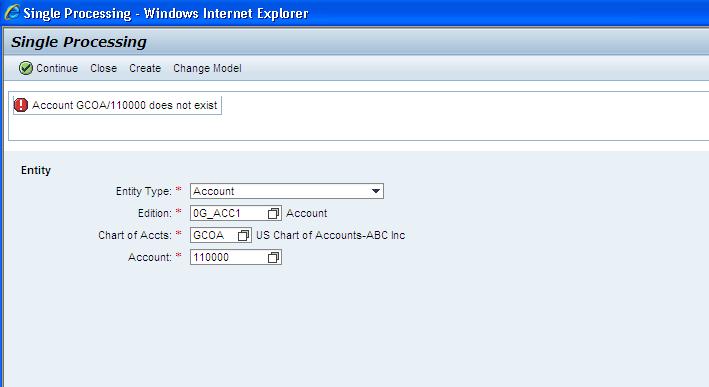 Single Processing - Windows Internet Explorer
Single Processing
Continue Close Create Change Model
Account GCOA/110000 does not exist
Entity
Entity Type: * Account
Edition: * 0G_ACC1 Account
Chart of Accts: * GCOA US Chart of Accounts-ABC Inc
Account: * 110000